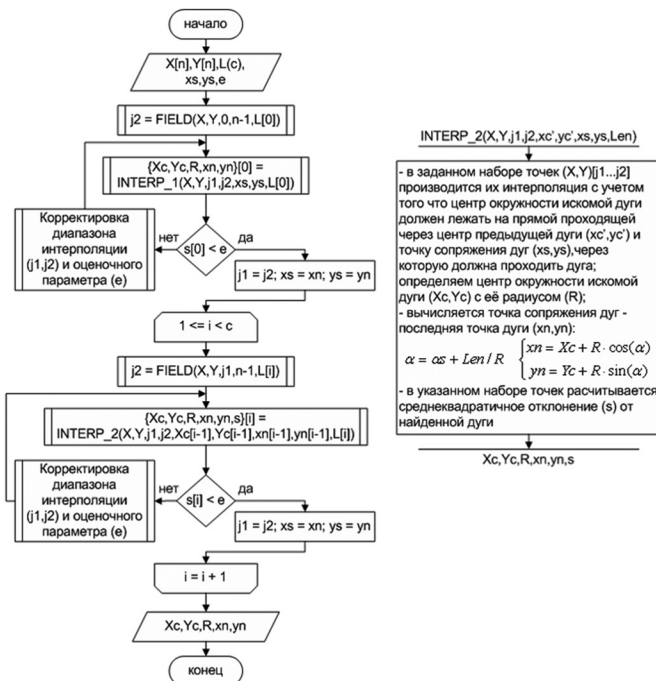 начало
X[n],Y[n],L(c),
xs,ys,e
j2 = FIELD(X,Y,0,n-1,L[0])
{Xc,Yc,R,xn,yn}[0] =
INTERP_1(X,Y,j1,j2,xs,ys,L[0])
Корректировка
диапазона
интерполяции
(j1,j2) и оценочного
параметра (e)
нет
s[0] < e
да
j1 = j2; xs = xn; ys = yn
1 <= i < c
j2 = FIELD(X,Y,j1,n-1,L[i])
{Xc,Yc,R,xn,yn,s}[i] =
INTERP_2(X,Y,j1,j2,Xc[i-1],Yc[i-1],xn[i-1],yn[i-1],L[i])
Корректировка
диапазона
интерполяции
(j1,j2) и оценочного
параметра (e)
нет
s[i] < e
да
j1 = j2; xs = xn; ys = yn
i = i + 1
Xc,Yc,R,xn,yn
конец
INTERP_2(X,Y,j1,j2,xc',yc',xs,ys,Len)
- в заданном наборе точек (X,Y)[j1...j2]
производится их интерполяция с учетом
того что центр окружности искомой дуги
должен лежать на прямой проходящей
через центр предыдущей дуги (xc',yc') и
точку сопряжения дуг (xs,ys),через
которую должна проходить дуга;
определяем центр окружности искомой
дуги (Xc,Yc) с её радиусом (R);
- вычисляется точка сопряжения дуг -
последняя точка дуги (xn,yn):
α = αs + Len / R
xn = Xc + R · cos(α)
yn = Yc + R · sin(α)
- в указанном наборе точек расчитывается
среднеквадратичное отклонение (s) от
найденной дуги
Xc,Yc,R,xn,yn,s